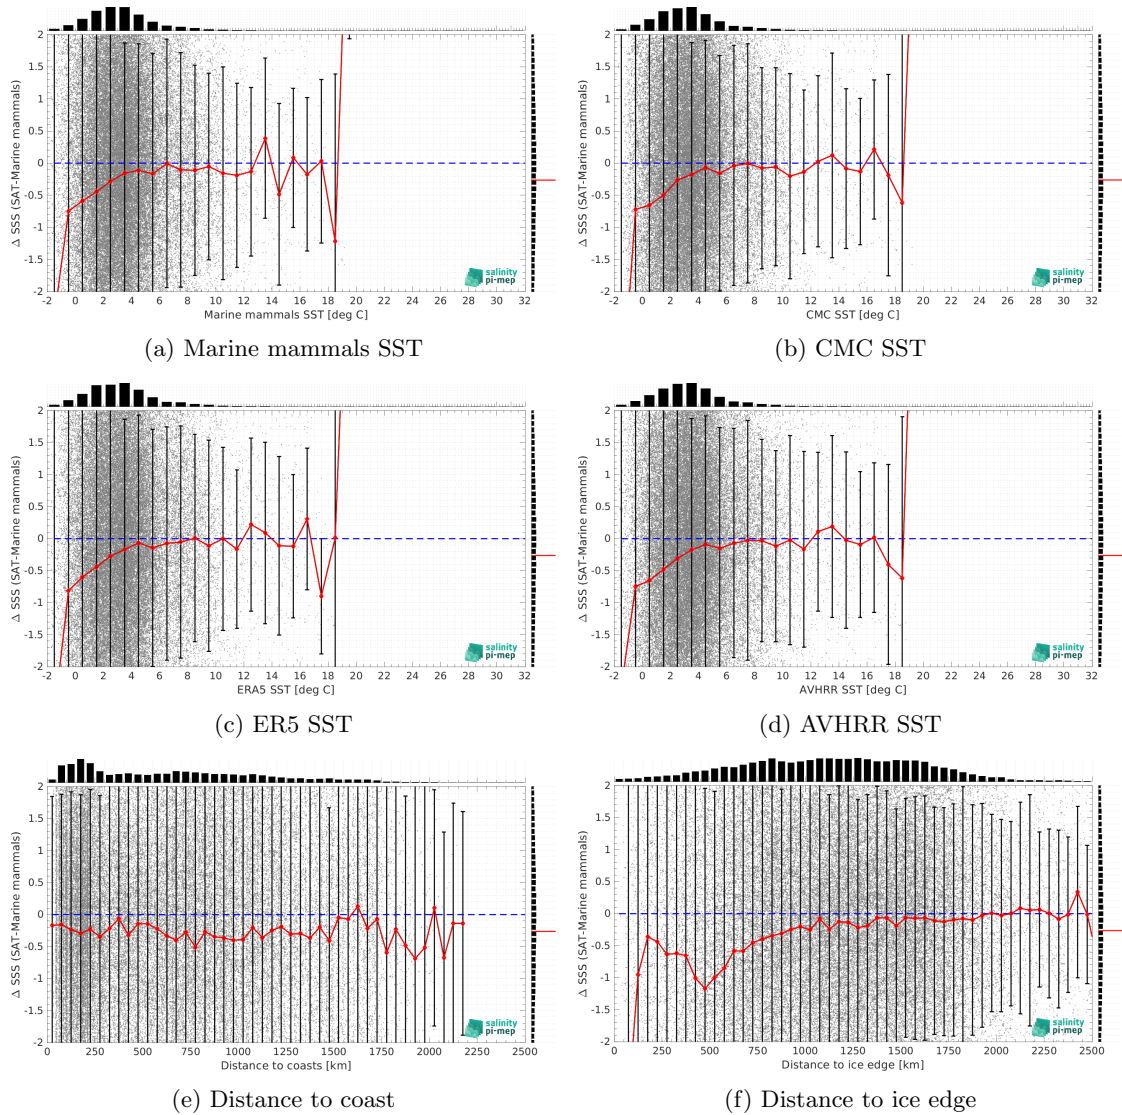 2
1.5
1
0.5
0
-0.5
-1
-1.5
-2
Δ SSS (SAT-Marine mammals)
-2 0 2 4 6 8 10 12 14 16 18 20 22 24 26 28 30 32
Marine mammals SST [deg C]
salinity
pi-mep
(a) Marine mammals SST
2
1.5
1
0.5
0
-0.5
-1
-1.5
-2
Δ SSS (SAT-Marine mammals)
-2 0 2 4 6 8 10 12 14 16 18 20 22 24 26 28 30 32
CMC SST [deg C]
salinity
pi-mep
(b) CMC SST
2
1.5
1
0.5
0
-0.5
-1
-1.5
-2
Δ SSS (SAT-Marine mammals)
-2 0 2 4 6 8 10 12 14 16 18 20 22 24 26 28 30 32
ERA5 SST [deg C]
salinity
pi-mep
(c) ER5 SST
2
1.5
1
0.5
0
-0.5
-1
-1.5
-2
Δ SSS (SAT-Marine mammals)
-2 0 2 4 6 8 10 12 14 16 18 20 22 24 26 28 30 32
AVHRR SST [deg C]
salinity
pi-mep
(d) AVHRR SST
2
1.5
1
0.5
0
-0.5
-1
-1.5
-2
Δ SSS (SAT-Marine mammals)
0 250 500 750 1000 1250 1500 1750 2000 2250 2500
Distance to coasts [km]
salinity
pi-mep
(e) Distance to coast
2
1.5
1
0.5
0
-0.5
-1
-1.5
-2
Δ SSS (SAT-Marine mammals)
0 250 500 750 1000 1250 1500 1750 2000 2250 2500
Distance to ice edge [km]
salinity
pi-mep
(f) Distance to ice edge